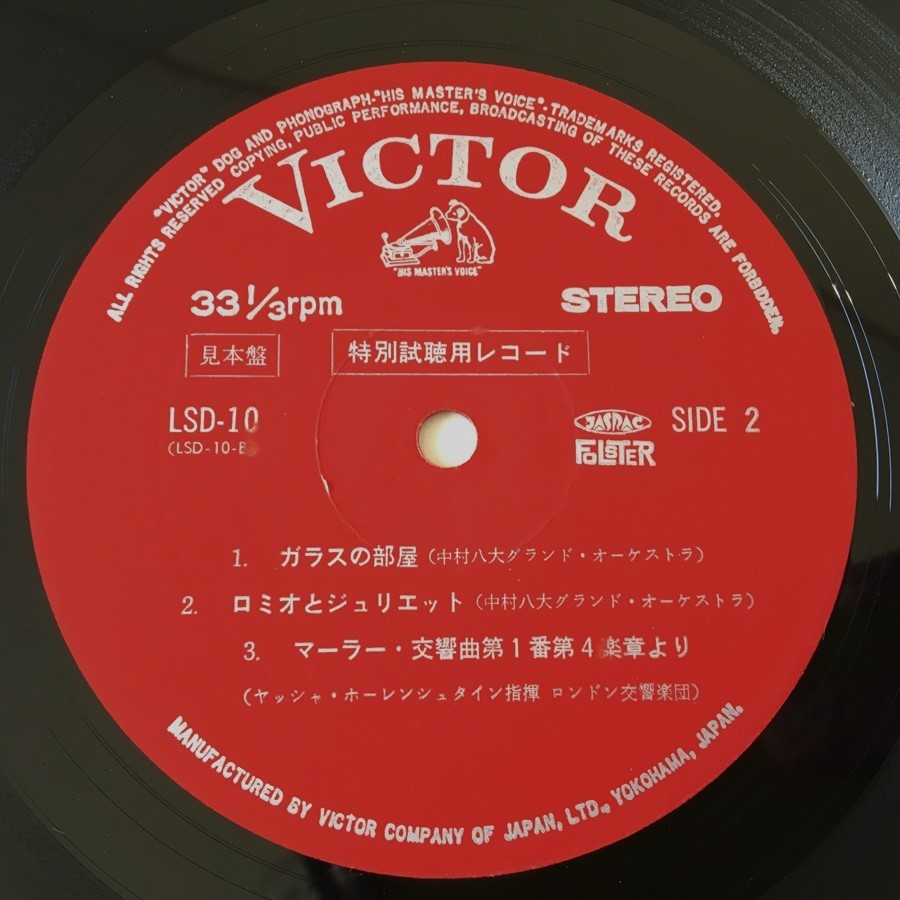 "VICTOR" DOG AND PHONOGRAPH-"HIS MASTER'S VOICE"·TRADEMARKS REGISTERED.
ALL RIGHTS RESERVED COPYING, PUBLIC PERFORMANCE, BROADCASTING OF THESE RECORDS ARE FORBIDDEN.
VICTOR
"HIS MASTER'S VOICE"
33 1/3rpm STEREO
見本盤 特別試聴用レコード
LSD-10 JASRAC SIDE 2
(LSD-10-B FOLSTER
1. ガラスの部屋 (中村八大グランド・オーケストラ)
2. ロミオとジュリエット (中村八大グランド・オーケストラ)
3. マーラー・交響曲第1番第4楽章より
(ヤッシャ・ホーレンシュタイン指揮 ロンドン交響楽団)
MANUFACTURED BY VICTOR COMPANY OF JAPAN, LTD., YOKOHAMA, JAPAN.